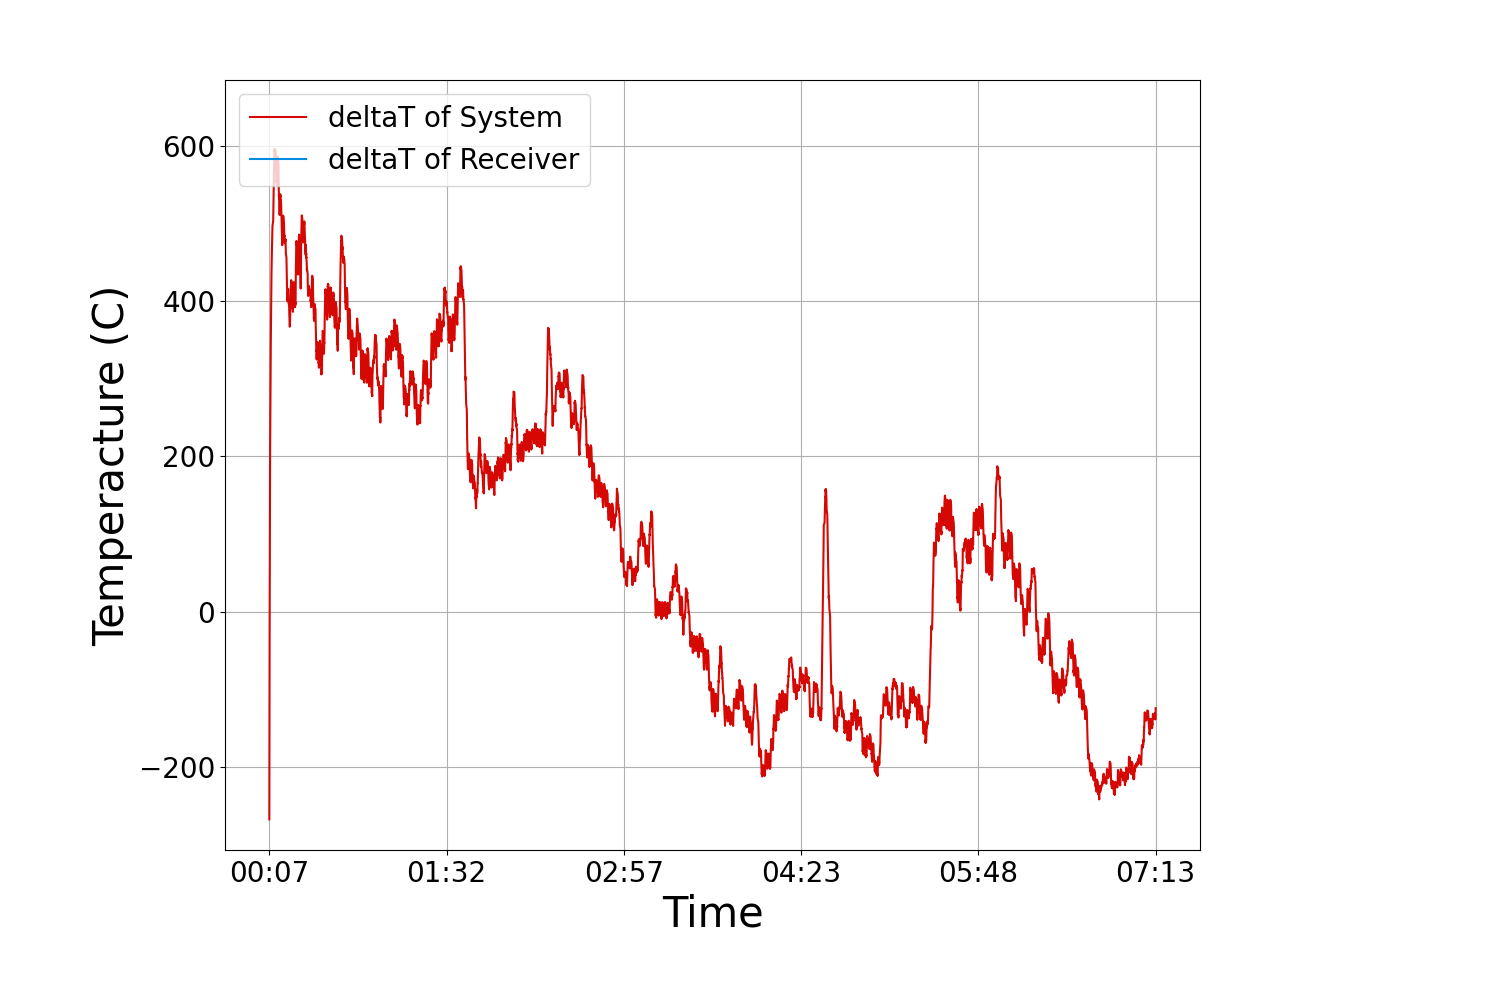 deltaT of System
deltaT of Receiver
600
400
200
0
−200
Temperacture (C)
00:07 01:32 02:57 04:23 05:48 07:13
Time